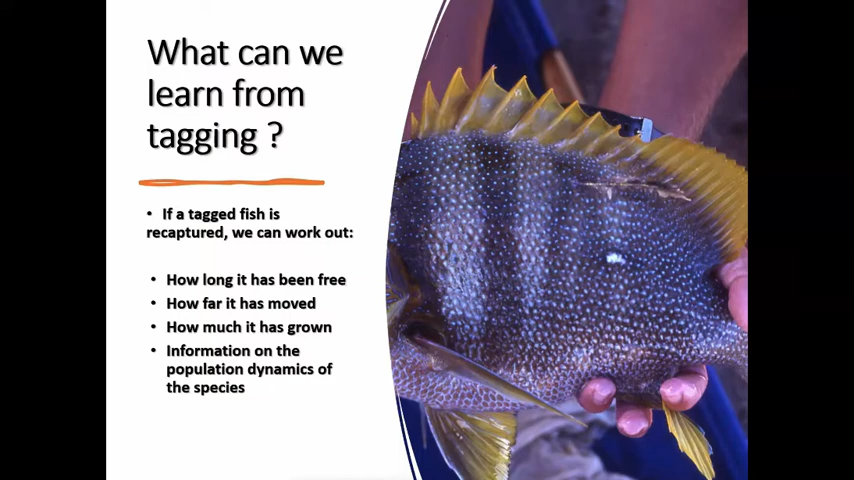 What can we
learn from
tagging ?
• If a tagged fish is
recaptured, we can work out:
• How long it has been free
• How far it has moved
• How much it has grown
• Information on the
population dynamics of
the species